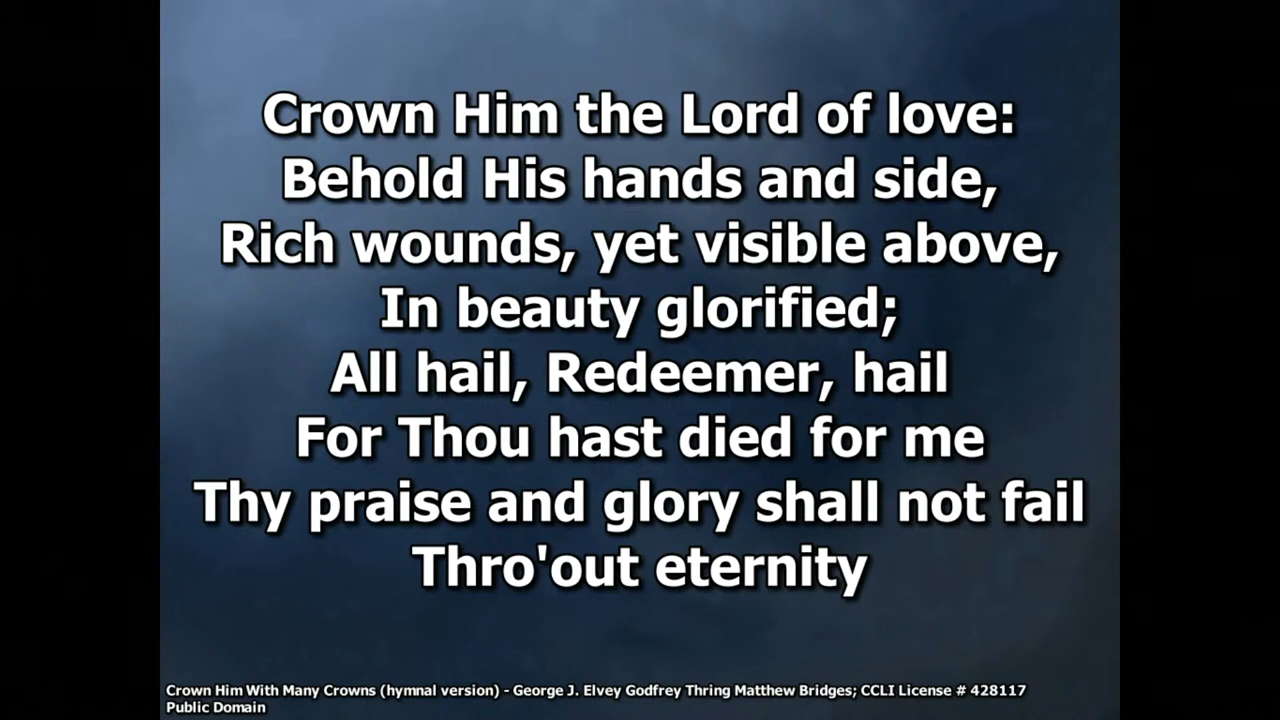 Crown Him the Lord of love:
Behold His hands and side,
Rich wounds, yet visible above,
In beauty glorified;
All hail, Redeemer, hail
For Thou hast died for me
Thy praise and glory shall not fail
Thro'out eternity
Crown Him With Many Crowns (hymnal version) - George J. Elvey Godfrey Thring Matthew Bridges; CCLI License # 428117
Public Domain